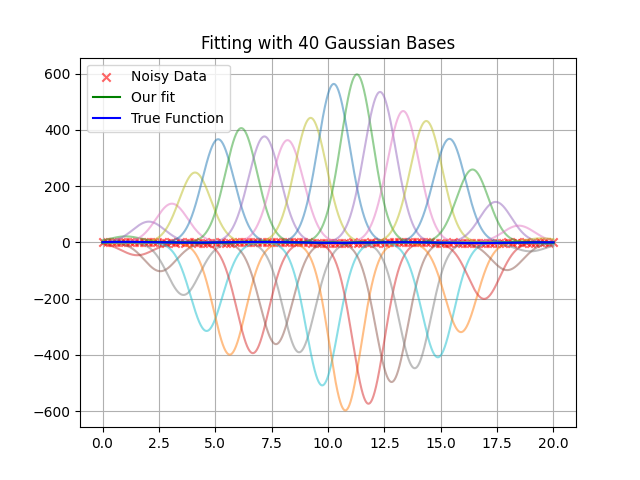 Fitting with 40 Gaussian Bases
Noisy Data
Our fit
True Function
600
400
200
0
−200
−400
−600
0.0 2.5 5.0 7.5 10.0 12.5 15.0 17.5 20.0